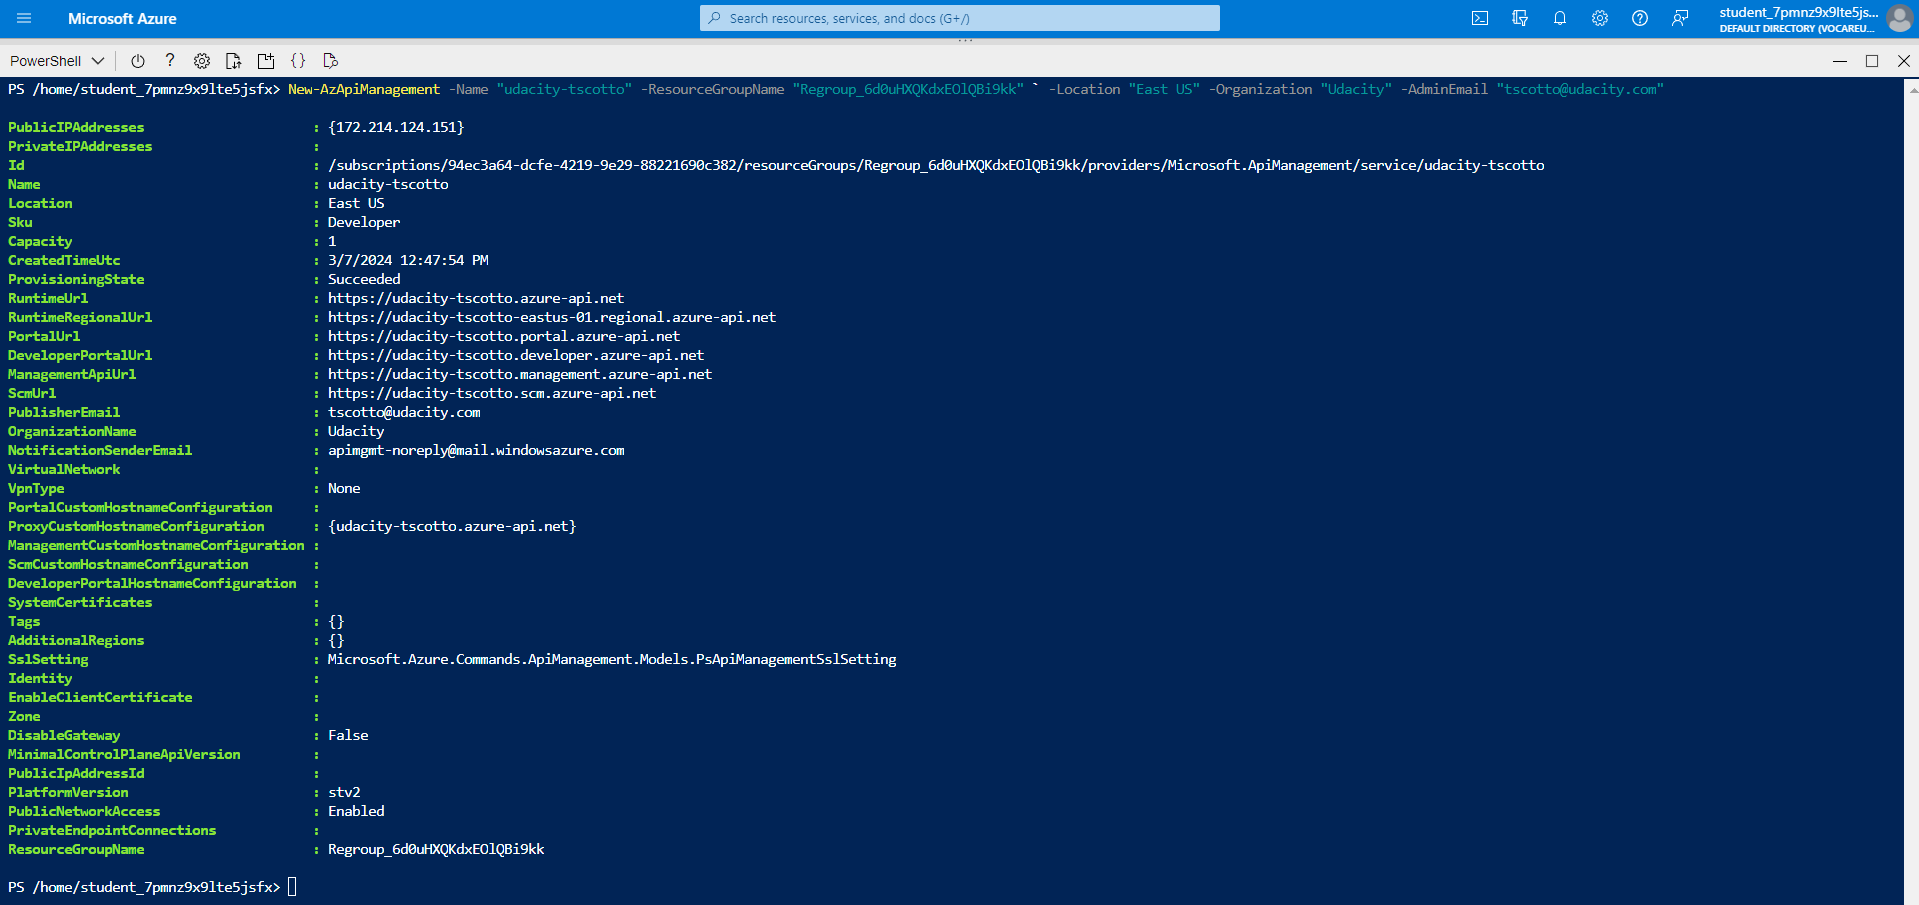 Microsoft Azure
Search resources, services, and docs (G+/)
student_7pmnz9x9lte5js...
DEFAULT DIRECTORY (VOCAREU...
PowerShell
PS /home/student_7pmnz9x9lte5jsfx> New-AzApiManagement -Name "udacity-tscotto" -ResourceGroupName "Regroup_6d0uHXQKdxEOlQBi9kk" ` -Location "East US" -Organization "Udacity" -AdminEmail "tscotto@udacity.com"
PublicIPAddresses : {172.214.124.151}
PrivateIPAddresses :
Id : /subscriptions/94ec3a64-dcfe-4219-9e29-88221690c382/resourceGroups/Regroup_6d0uHXQKdxEOlQBi9kk/providers/Microsoft.ApiManagement/service/udacity-tscotto
Name : udacity-tscotto
Location : East US
Sku : Developer
Capacity : 1
CreatedTimeUtc : 3/7/2024 12:47:54 PM
ProvisioningState : Succeeded
RuntimeUrl : https://udacity-tscotto.azure-api.net
RuntimeRegionalUrl : https://udacity-tscotto-eastus-01.regional.azure-api.net
PortalUrl : https://udacity-tscotto.portal.azure-api.net
DeveloperPortalUrl : https://udacity-tscotto.developer.azure-api.net
ManagementApiUrl : https://udacity-tscotto.management.azure-api.net
ScmUrl : https://udacity-tscotto.scm.azure-api.net
PublisherEmail : tscotto@udacity.com
OrganizationName : Udacity
NotificationSenderEmail : apimgmt-noreply@mail.windowsazure.com
VirtualNetwork :
VpnType : None
PortalCustomHostnameConfiguration :
ProxyCustomHostnameConfiguration : {udacity-tscotto.azure-api.net}
ManagementCustomHostnameConfiguration :
ScmCustomHostnameConfiguration :
DeveloperPortalHostnameConfiguration :
SystemCertificates :
Tags : {}
AdditionalRegions : {}
SslSetting : Microsoft.Azure.Commands.ApiManagement.Models.PsApiManagementSslSetting
Identity :
EnableClientCertificate :
Zone :
DisableGateway : False
MinimalControlPlaneApiVersion :
PublicIpAddressId :
PlatformVersion : stv2
PublicNetworkAccess : Enabled
PrivateEndpointConnections :
ResourceGroupName : Regroup_6d0uHXQKdxEOlQBi9kk
PS /home/student_7pmnz9x9lte5jsfx>